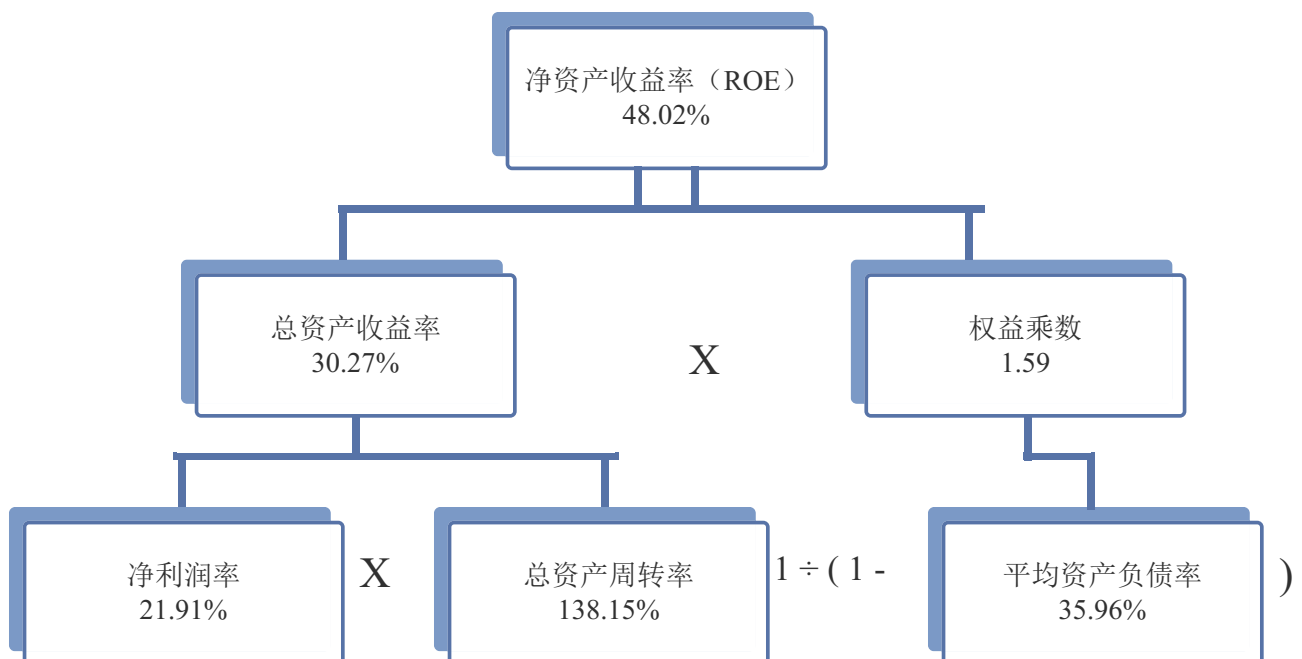 净资产收益率（ROE）
48.02%
总资产收益率
30.27%
X
权益乘数
1.59
净利润率
21.91%
X
总资产周转率
138.15%
1 ÷ ( 1 -
平均资产负债率
35.96%
)